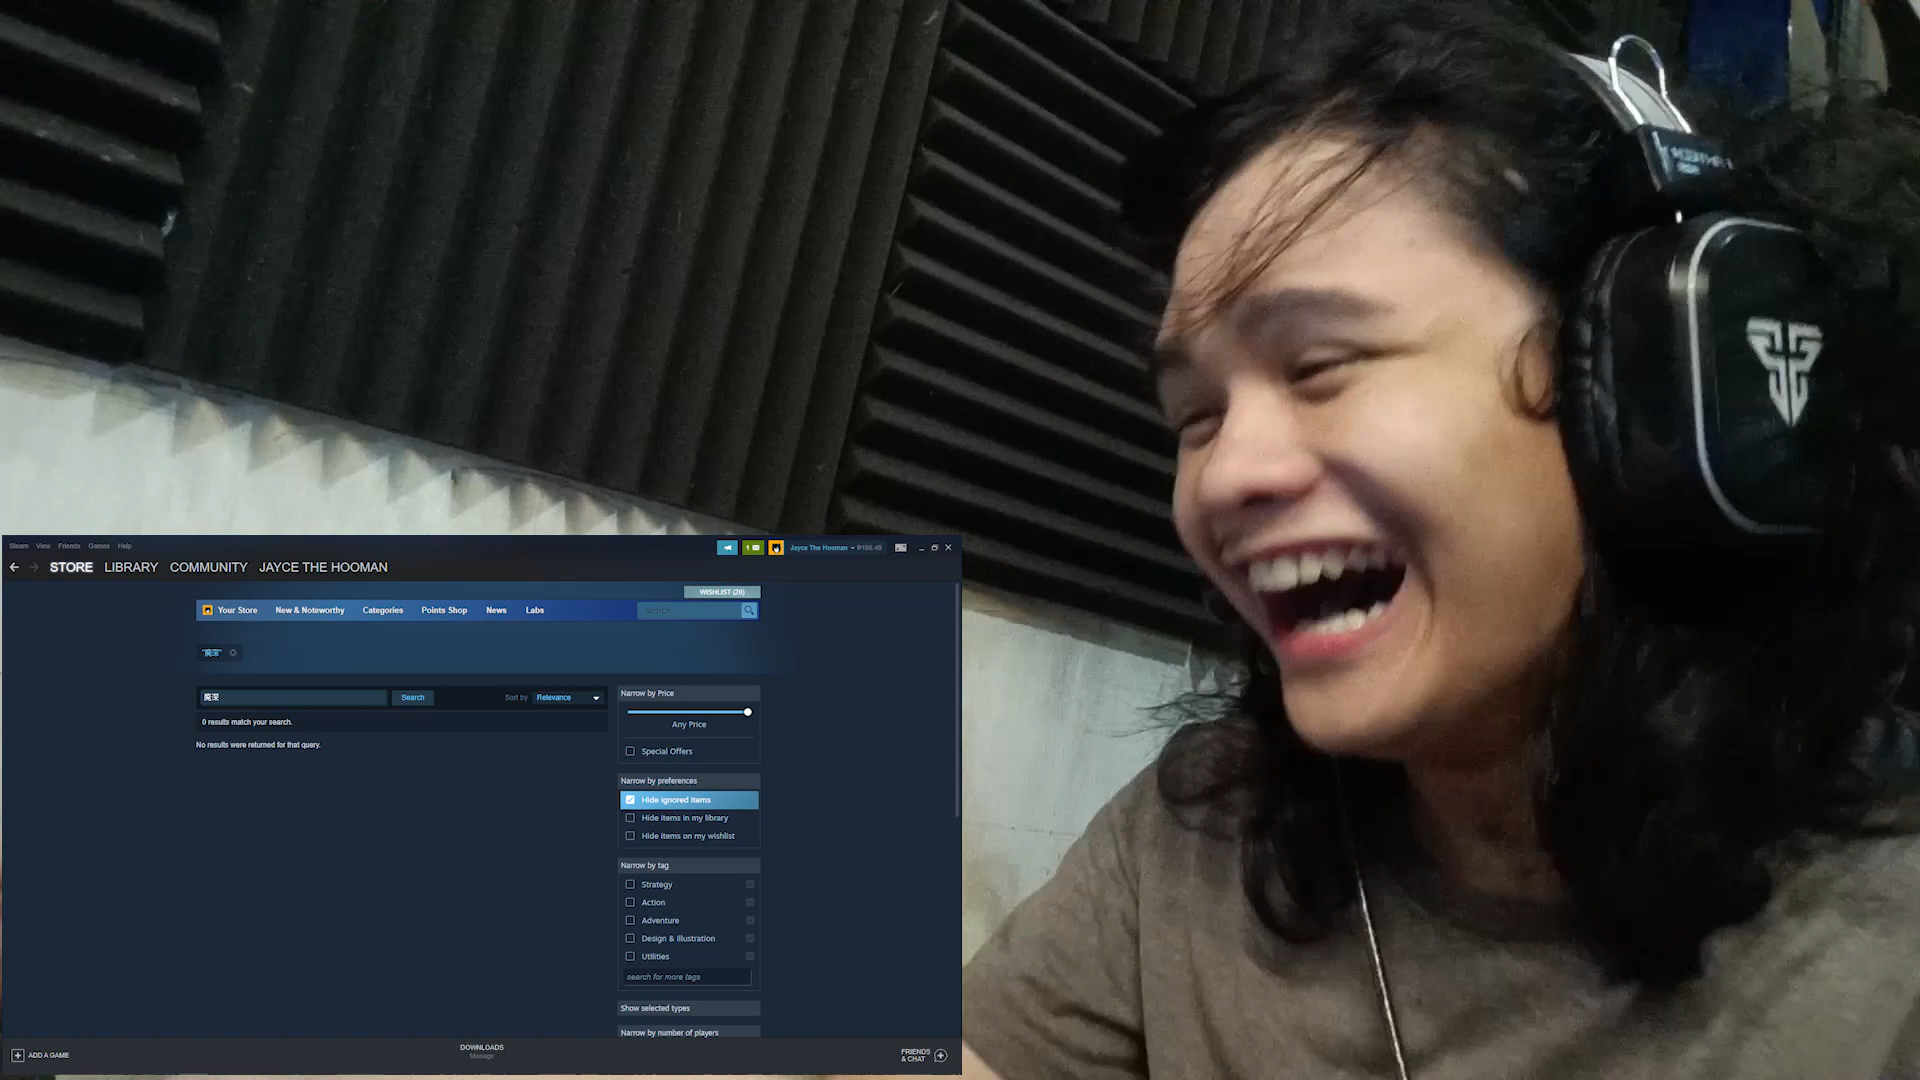 Steam View Friends Games Help
1
Jayce The Hooman ₱105.49
STORE LIBRARY COMMUNITY JAYCE THE HOOMAN
WISHLIST (20)
Your Store New & Noteworthy Categories Points Shop News Labs search
Search Sort by Relevance
0 results match your search.
No results were returned for that query.
Narrow by Price
Any Price
Special Offers
Narrow by preferences
Hide ignored items
Hide items in my library
Hide items on my wishlist
Narrow by tag
Strategy
Action
Adventure
Design & Illustration
Utilities
search for more tags
Show selected types
Narrow by number of players
ADD A GAME
DOWNLOADS
Manage
FRIENDS
& CHAT